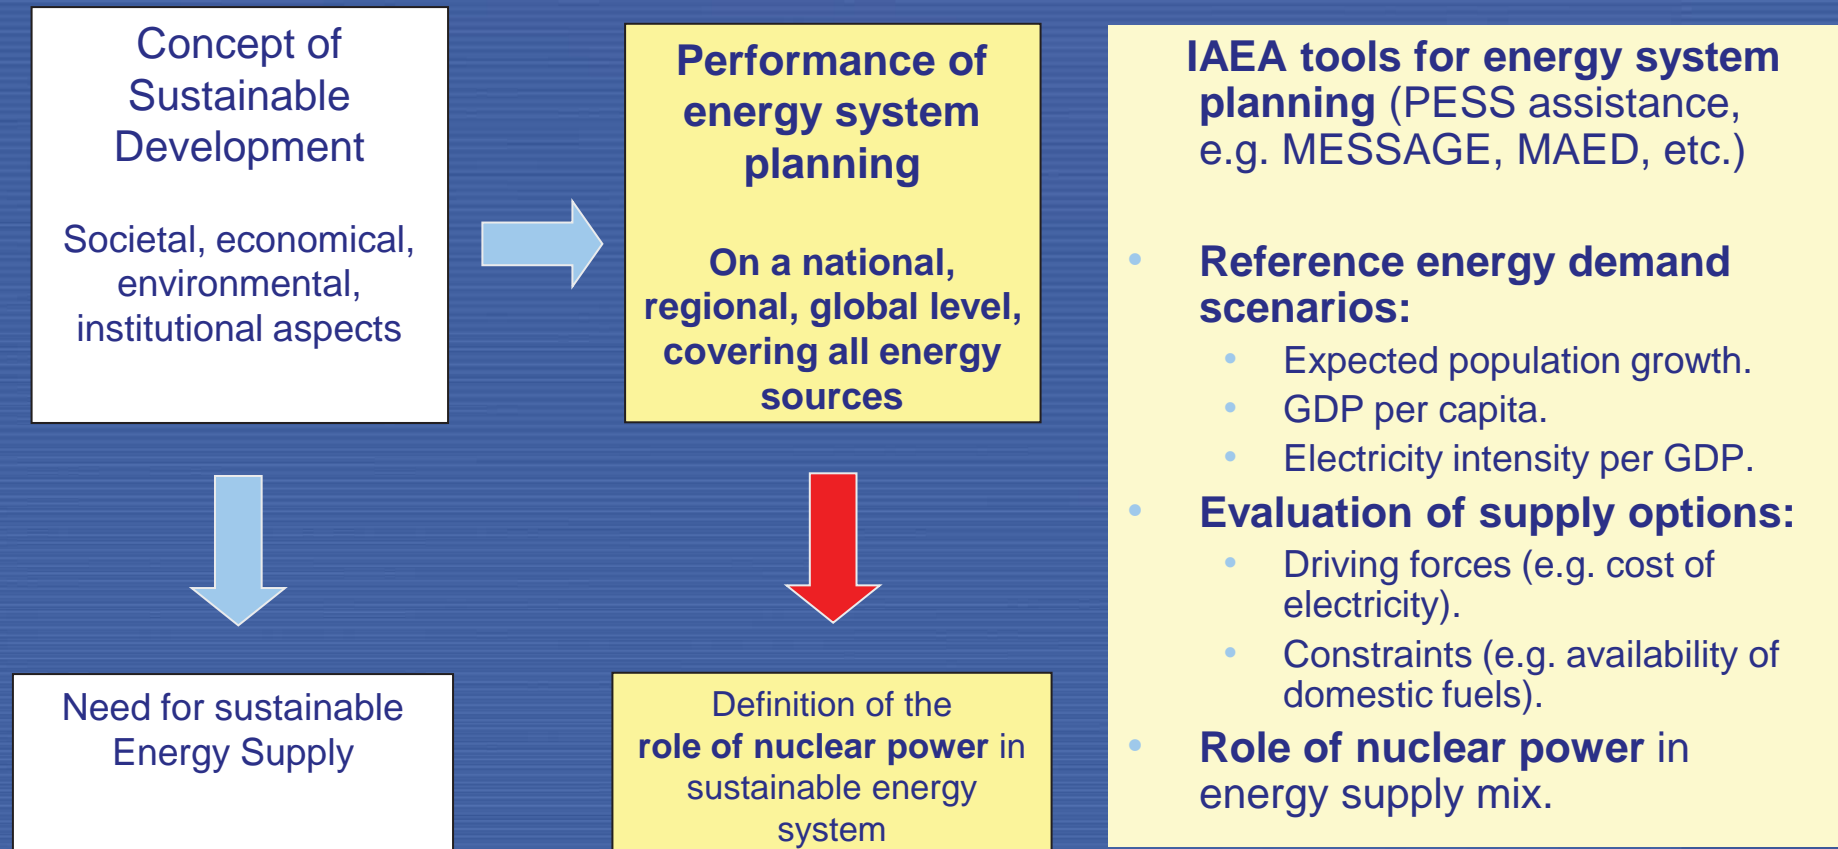 Concept of
Sustainable
Development
Societal, economical,
environmental,
institutional aspects
Performance of
energy system
planning
On a national,
regional, global level,
covering all energy
sources
Need for sustainable
Energy Supply
Definition of the
role of nuclear power in
sustainable energy
system
IAEA tools for energy system
planning (PESS assistance,
e.g. MESSAGE, MAED, etc.)
• Reference energy demand
scenarios:
• Expected population growth.
• GDP per capita.
• Electricity intensity per GDP.
• Evaluation of supply options:
• Driving forces (e.g. cost of
electricity).
• Constraints (e.g. availability of
domestic fuels).
• Role of nuclear power in
energy supply mix.